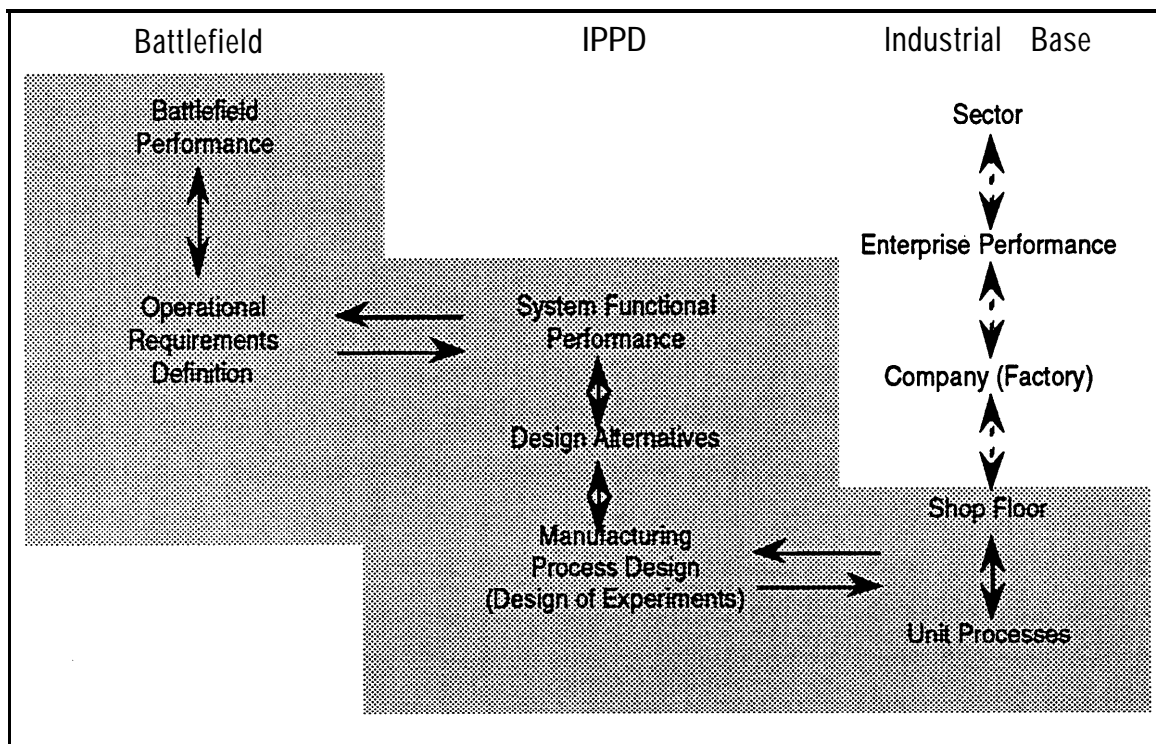 Battlefield
IPPD
Industrial Base
Battlefield
Performance
Operational
Requirements
Definition
System Functional
Performance
Design Alternatives
Manufacturing
Process Design
(Design of Experiments)
Sector
Enterprise Performance
Company (Factory)
Shop Floor
Unit Processes